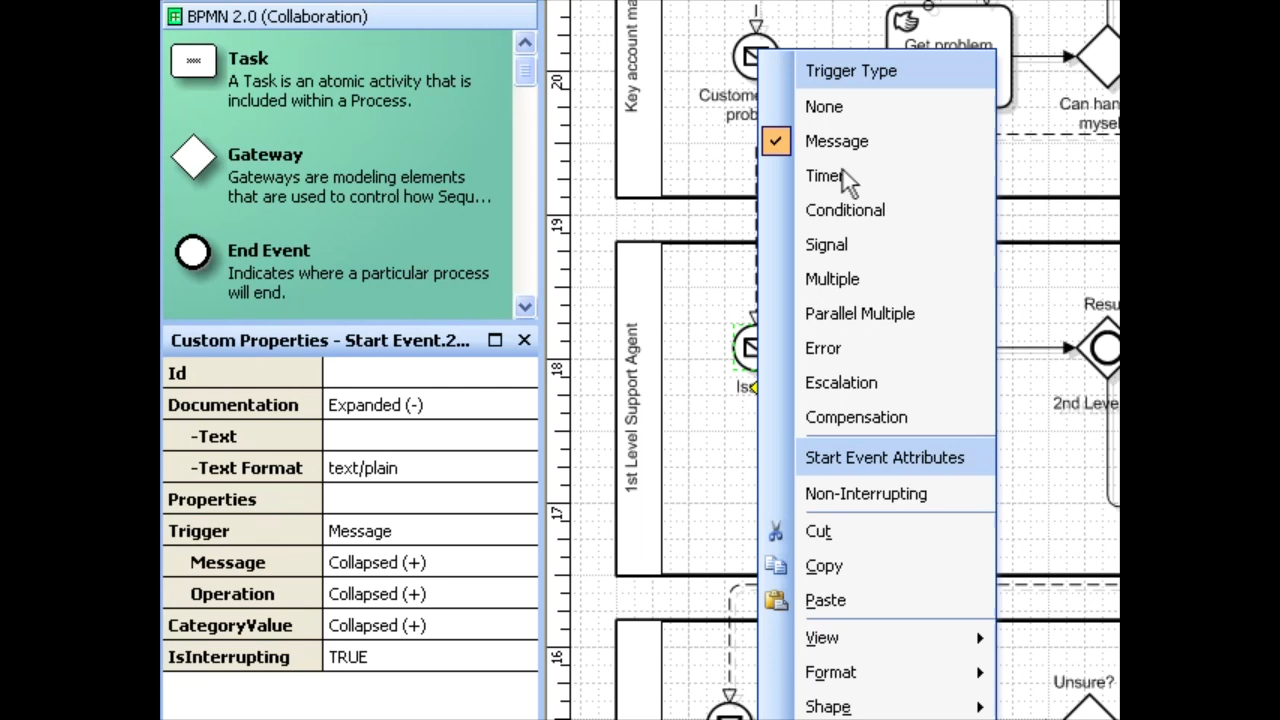 BPMN 2.0 (Collaboration)
Task
A Task is an atomic activity that is
included within a Process.
Gateway
Gateways are modeling elements
that are used to control how Sequ...
End Event
Indicates where a particular process
will end.
Custom Properties - Start Event.2...
Id
Documentation Expanded (-)
-Text
-Text Format text/plain
Properties
Trigger Message
Message Collapsed (+)
Operation Collapsed (+)
CategoryValue Collapsed (+)
IsInterrupting TRUE
20
19
18
17
16
Key account ma
Custome
prob
Get problem
Can han
mysel
1st Level Support Agent
Iss
Resu
2nd Leve
Unsure?
Trigger Type
None
Message
Timer
Conditional
Signal
Multiple
Parallel Multiple
Error
Escalation
Compensation
Start Event Attributes
Non-Interrupting
Cut
Copy
Paste
View
Format
Shape